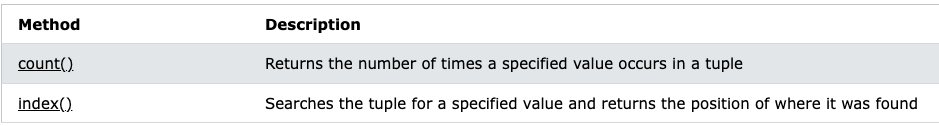 Method Description
count() Returns the number of times a specified value occurs in a tuple
index() Searches the tuple for a specified value and returns the position of where it was found